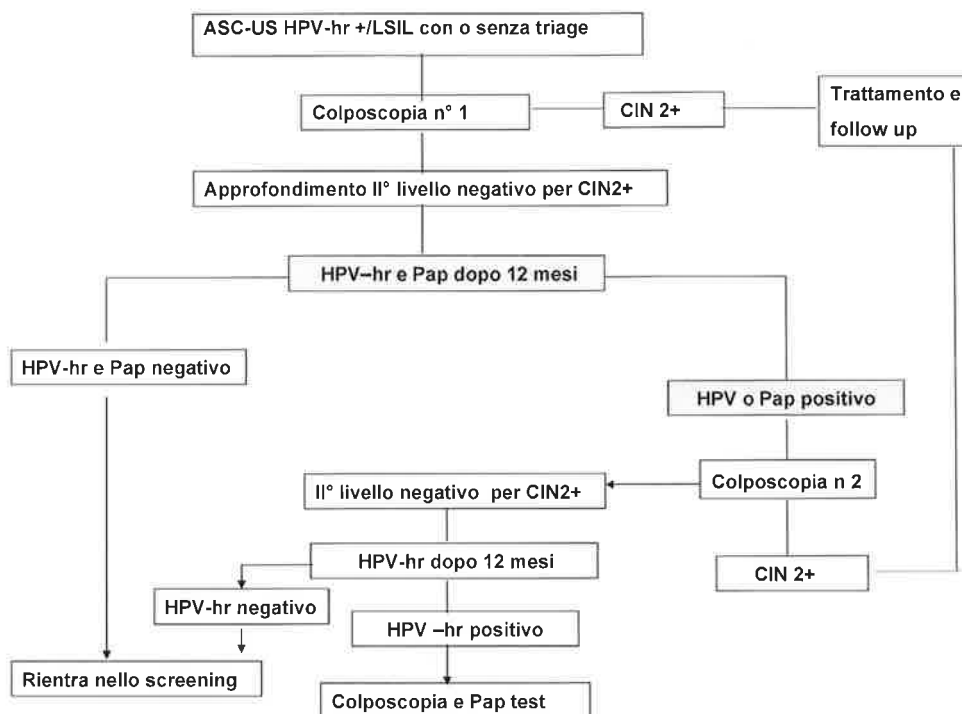 ASC-US HPV-hr +/LSIL con o senza triage
Colposcopia n° 1
CIN 2+
Trattamento e
follow up
Approfondimento II° livello negativo per CIN2+
HPV–hr e Pap dopo 12 mesi
HPV-hr e Pap negativo
HPV o Pap positivo
Colposcopia n 2
II° livello negativo per CIN2+
HPV-hr dopo 12 mesi
CIN 2+
HPV-hr negativo
HPV –hr positivo
Rientra nello screening
Colposcopia e Pap test